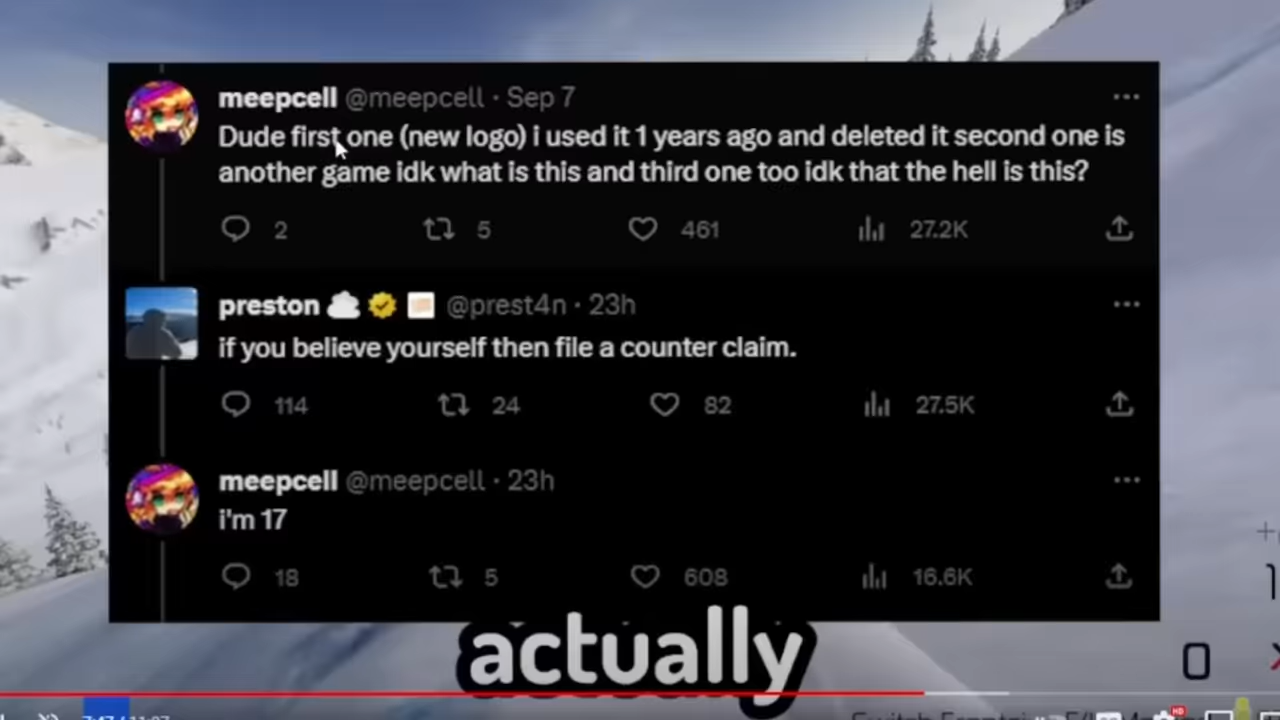 meepcell @meepcell · Sep 7
Dude first one (new logo) i used it 1 years ago and deleted it second one is
another game idk what is this and third one too idk that the hell is this?
2 5 461 27.2K
preston @prest4n · 23h
if you believe yourself then file a counter claim.
114 24 82 27.5K
meepcell @meepcell · 23h
i'm 17
18 5 608 16.6K
actually
0
HD